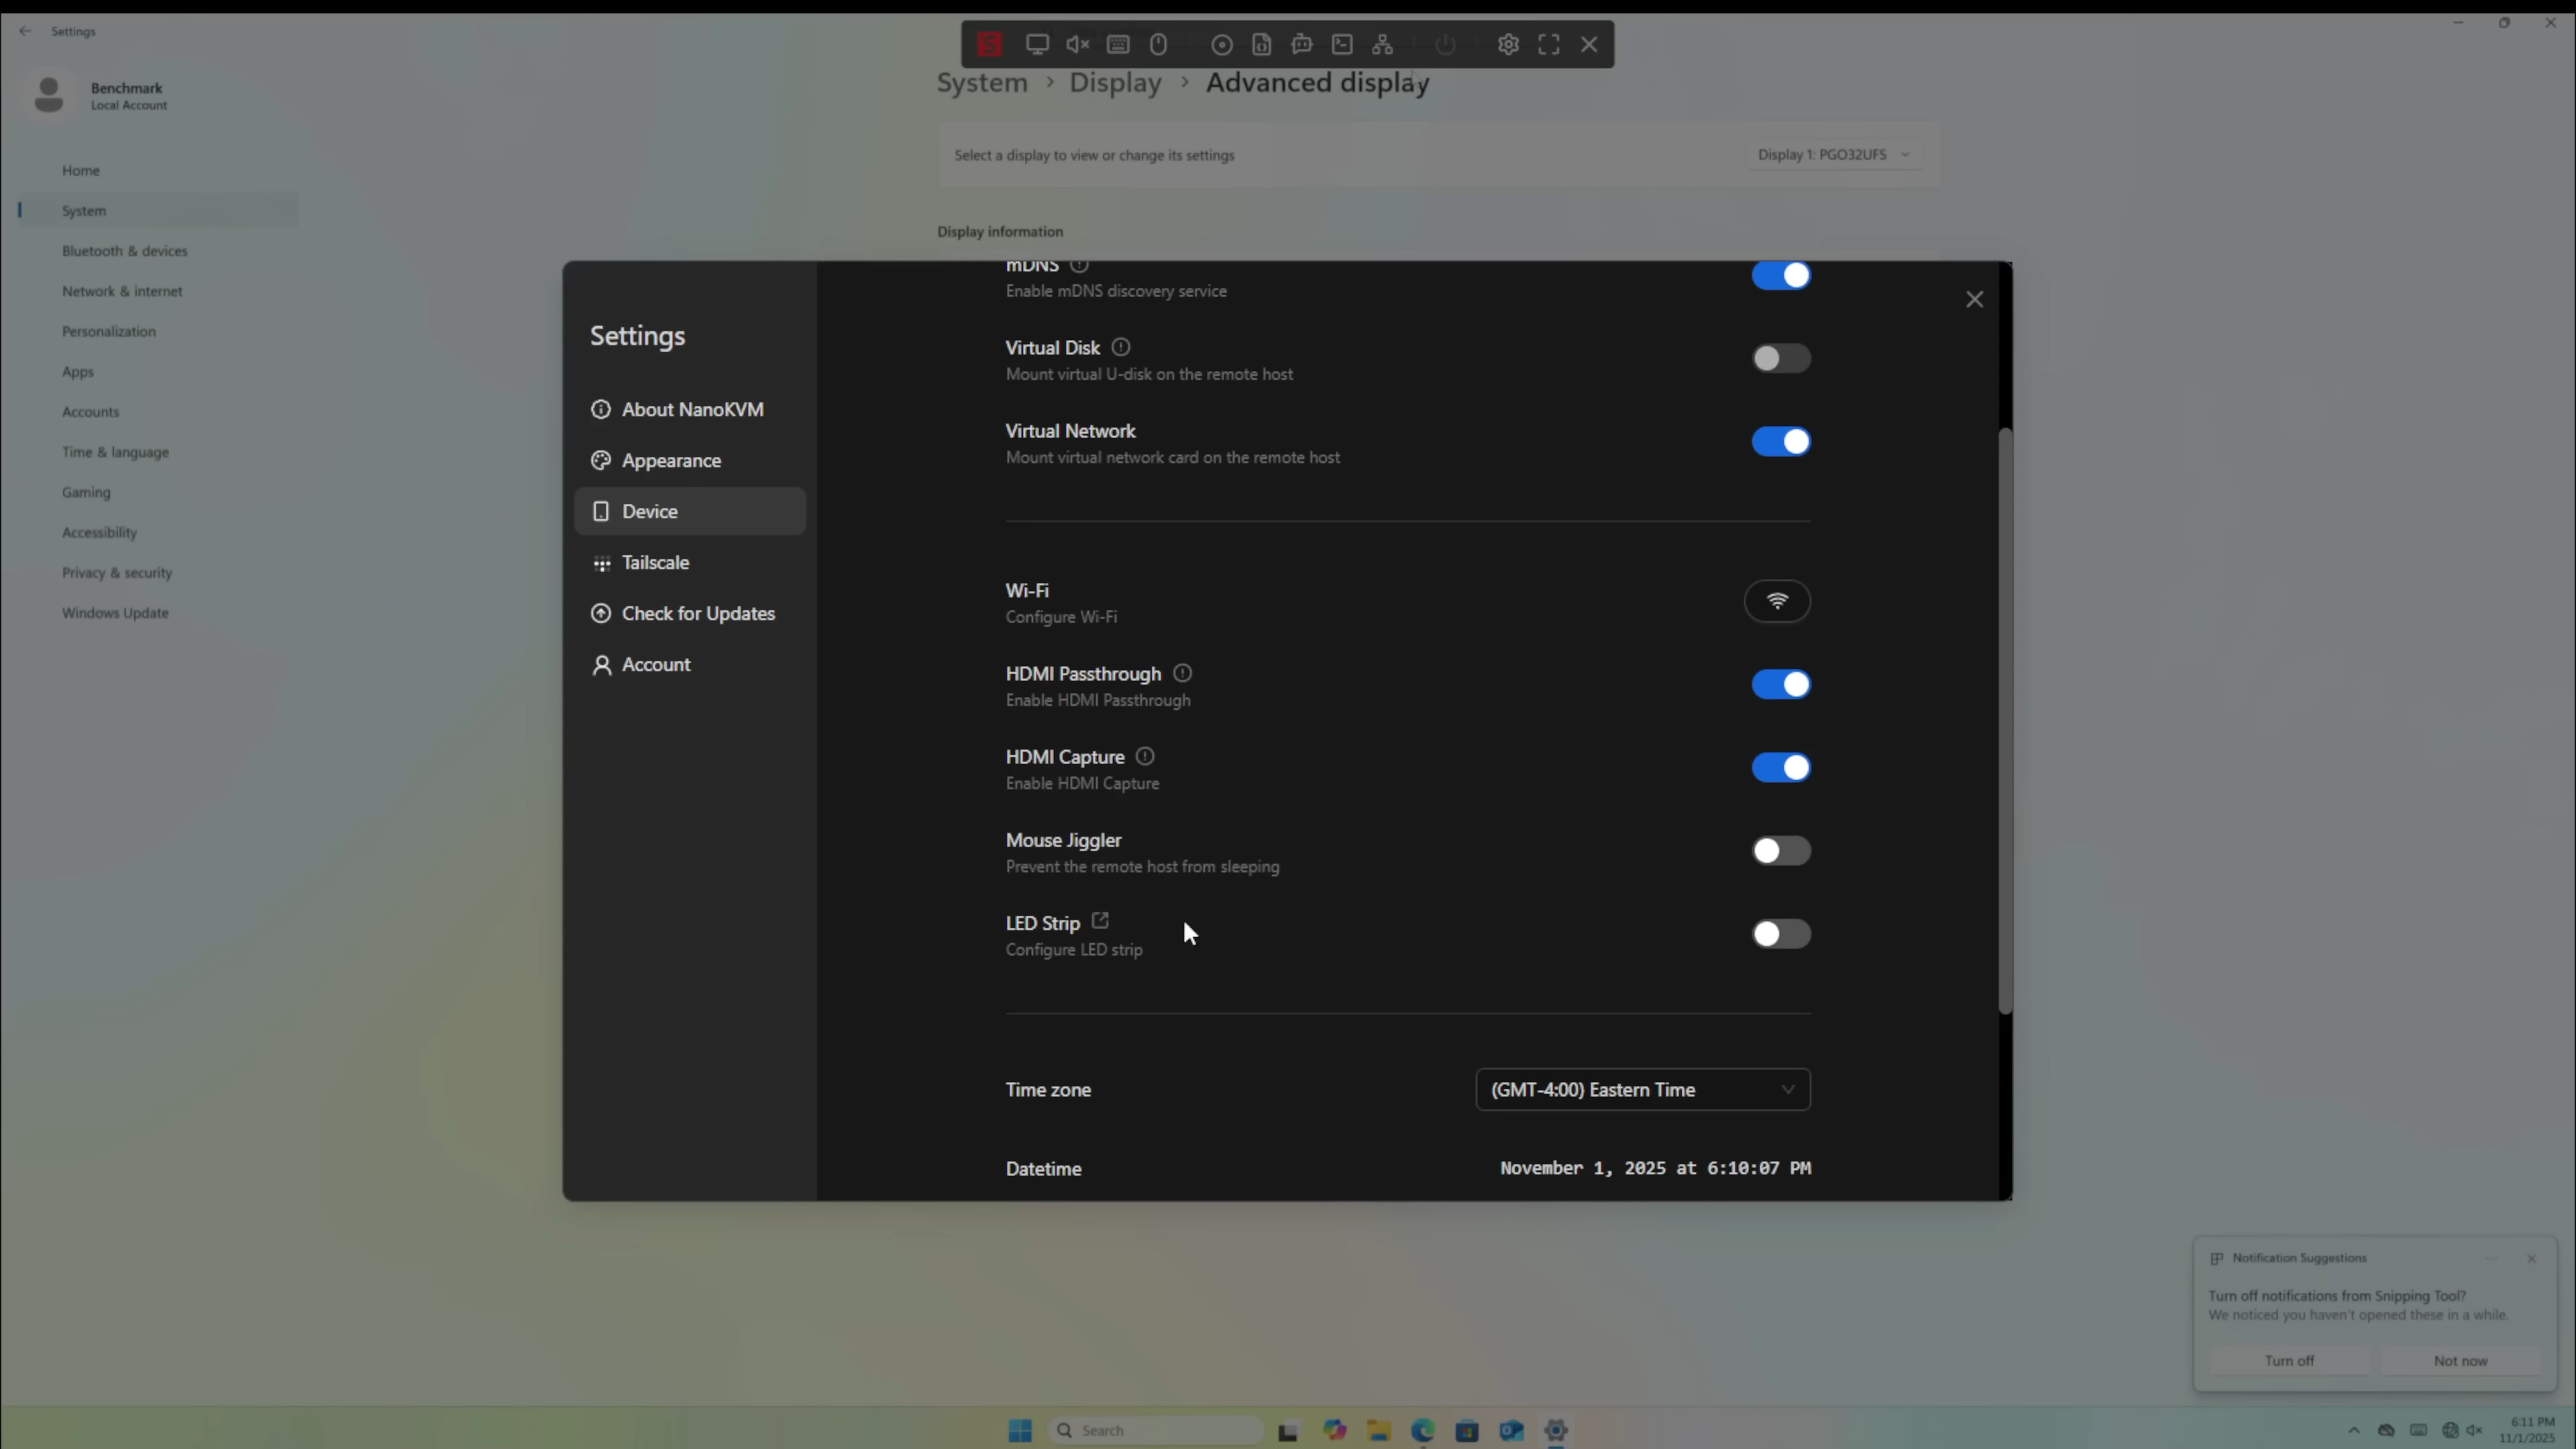 Settings
Benchmark
Local Account
Home
System
Bluetooth & devices
Network & internet
Personalization
Apps
Accounts
Time & language
Gaming
Accessibility
Privacy & security
Windows Update
System > Display > Advanced display
Select a display to view or change its settings
Display 1: PGO32UFS
Display information
Settings
About NanoKVM
Appearance
Device
Tailscale
Check for Updates
Account
mDNS
Enable mDNS discovery service
Virtual Disk
Mount virtual U-disk on the remote host
Virtual Network
Mount virtual network card on the remote host
Wi-Fi
Configure Wi-Fi
HDMI Passthrough
Enable HDMI Passthrough
HDMI Capture
Enable HDMI Capture
Mouse Jiggler
Prevent the remote host from sleeping
LED Strip
Configure LED strip
Time zone
(GMT-4:00) Eastern Time
Datetime
November 1, 2025 at 6:10:07 PM
Notification Suggestions
Turn off notifications from Snipping Tool?
We noticed you haven't opened these in a while.
Turn off
Not now
Search
6:11 PM
11/1/2025